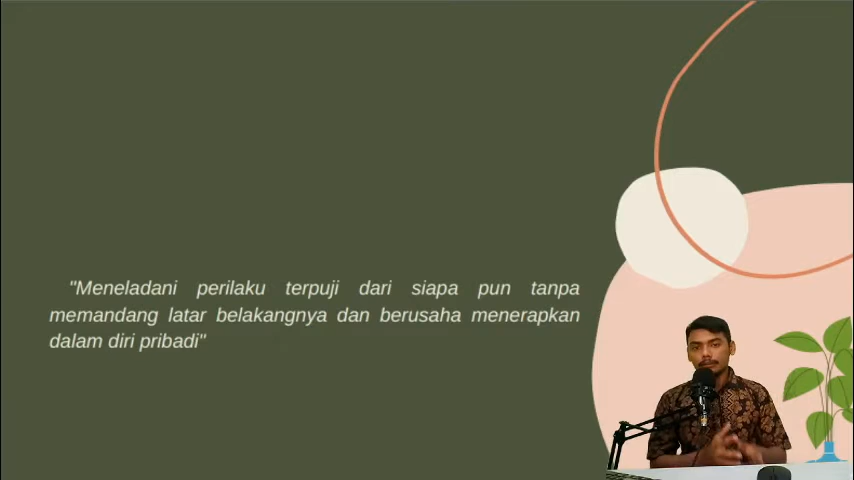 "Meneladani perilaku terpuji dari siapa pun tanpa
memandang latar belakangnya dan berusaha menerapkan
dalam diri pribadi"